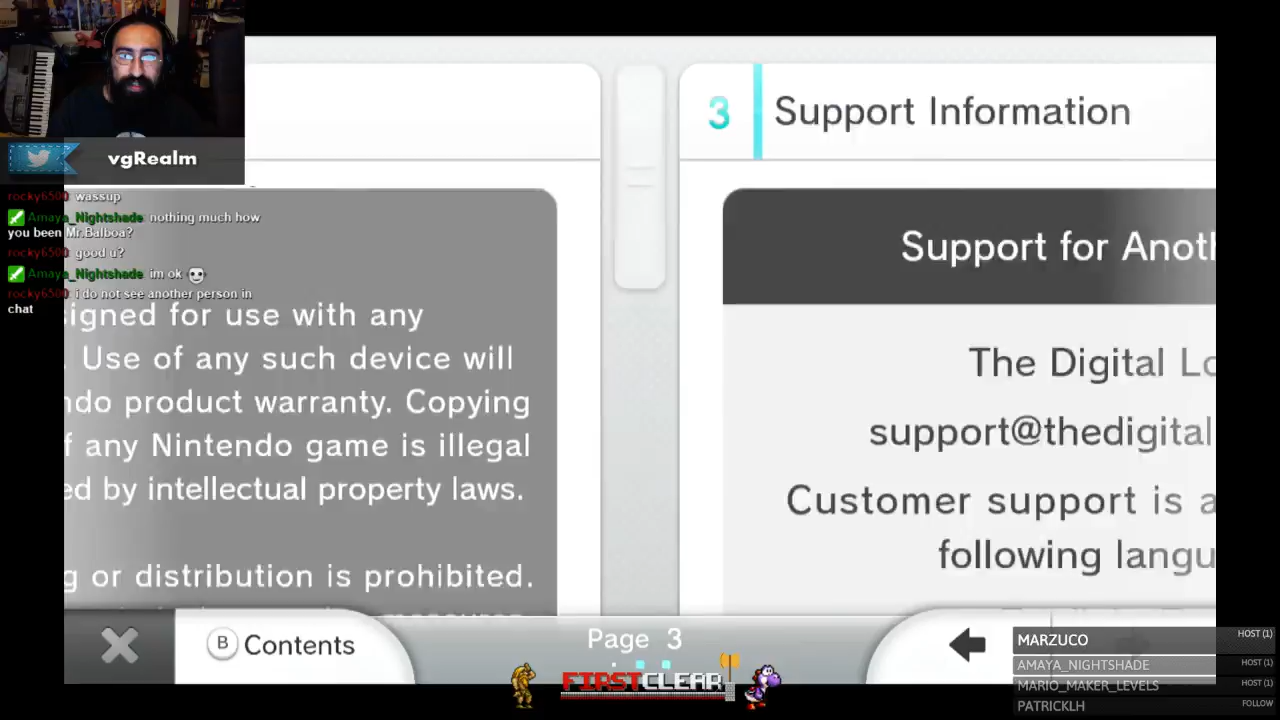 vgRealm
rocky6500 wassup
Amaya_Nightshade nothing much how
you been Mr.Balboa?
rocky6500 good u?
Amaya_Nightshade im ok
rocky6500 i do not see another person in
chat
signed for use with any
. Use of any such device will
ndo product warranty. Copying
f any Nintendo game is illegal
ed by intellectual property laws.
g or distribution is prohibited.
3 Support Information
Support for Anoth
The Digital Lo
support@thedigital
Customer support is a
following langu
B Contents
Page 3
FIRSTCLEAR
MARZUCO HOST (1)
AMAYA_NIGHTSHADE HOST (1)
MARIO_MAKER_LEVELS HOST (1)
PATRICKLH FOLLOW